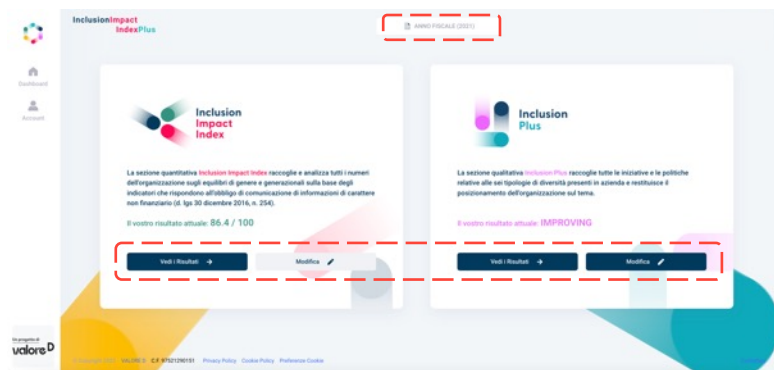 InclusionImpact
IndexPlus
ANNO FISCALE (2021)
Dashboard
Account
Inclusion
Impact
Index
La sezione quantitativa Inclusion Impact Index raccoglie e analizza tutti i numeri
dell'organizzazione sugli equilibri di genere e generazionali sulla base degli
indicatori che rispondono all'obbligo di comunicazione di informazioni di carattere
non finanziario (d. lgs 30 dicembre 2016, n. 254).
Il vostro risultato attuale: 86.4 / 100
Vedi i Risultati →
Modifica
Inclusion
Plus
La sezione qualitativa Inclusion Plus raccoglie tutte le iniziative e le politiche
relative alle sei tipologie di diversità presenti in azienda e restituisce il
posizionamento dell'organizzazione sul tema.
Il vostro risultato attuale: IMPROVING
Vedi i Risultati →
Modifica
Un progetto di
valore D
VALORE D C.F. 97521290151 Privacy Policy Cookie Policy Preferenze Cookie